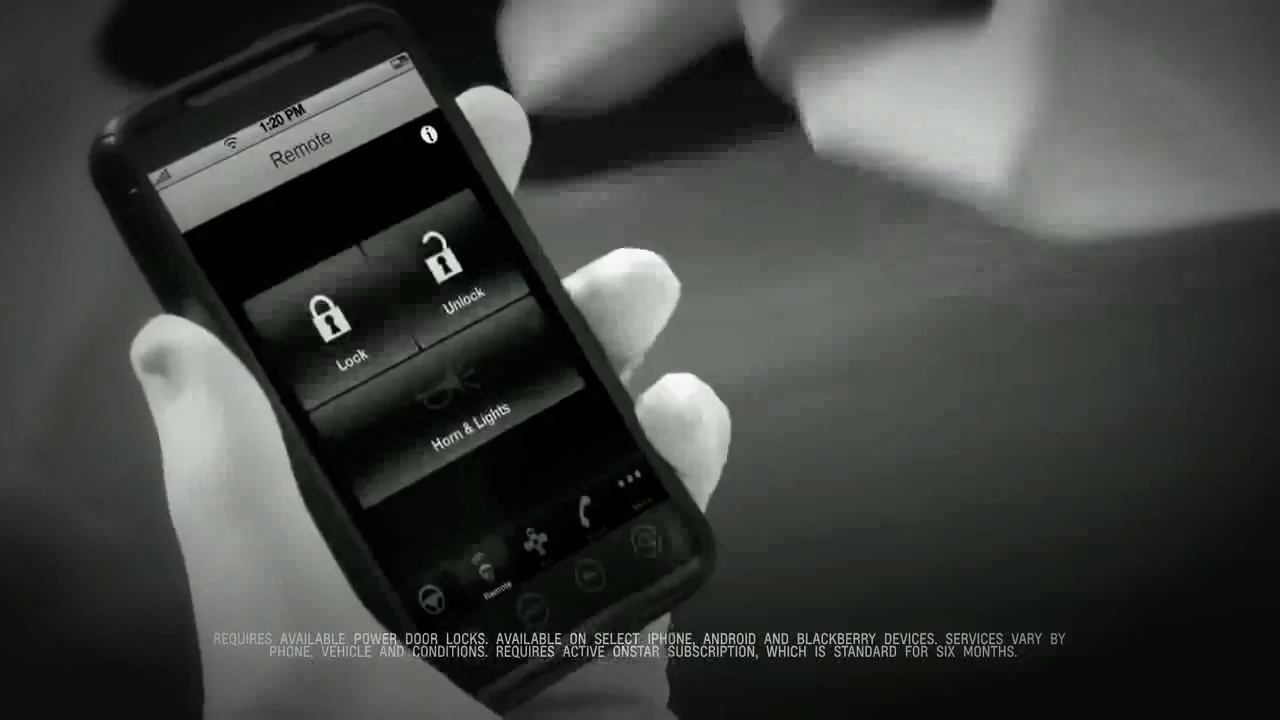 1:20 PM
Remote
Lock
Unlock
Horn & Lights
Remote
REQUIRES AVAILABLE POWER DOOR LOCKS. AVAILABLE ON SELECT IPHONE, ANDROID AND BLACKBERRY DEVICES. SERVICES VARY BY
PHONE, VEHICLE AND CONDITIONS. REQUIRES ACTIVE ONSTAR SUBSCRIPTION, WHICH IS STANDARD FOR SIX MONTHS.